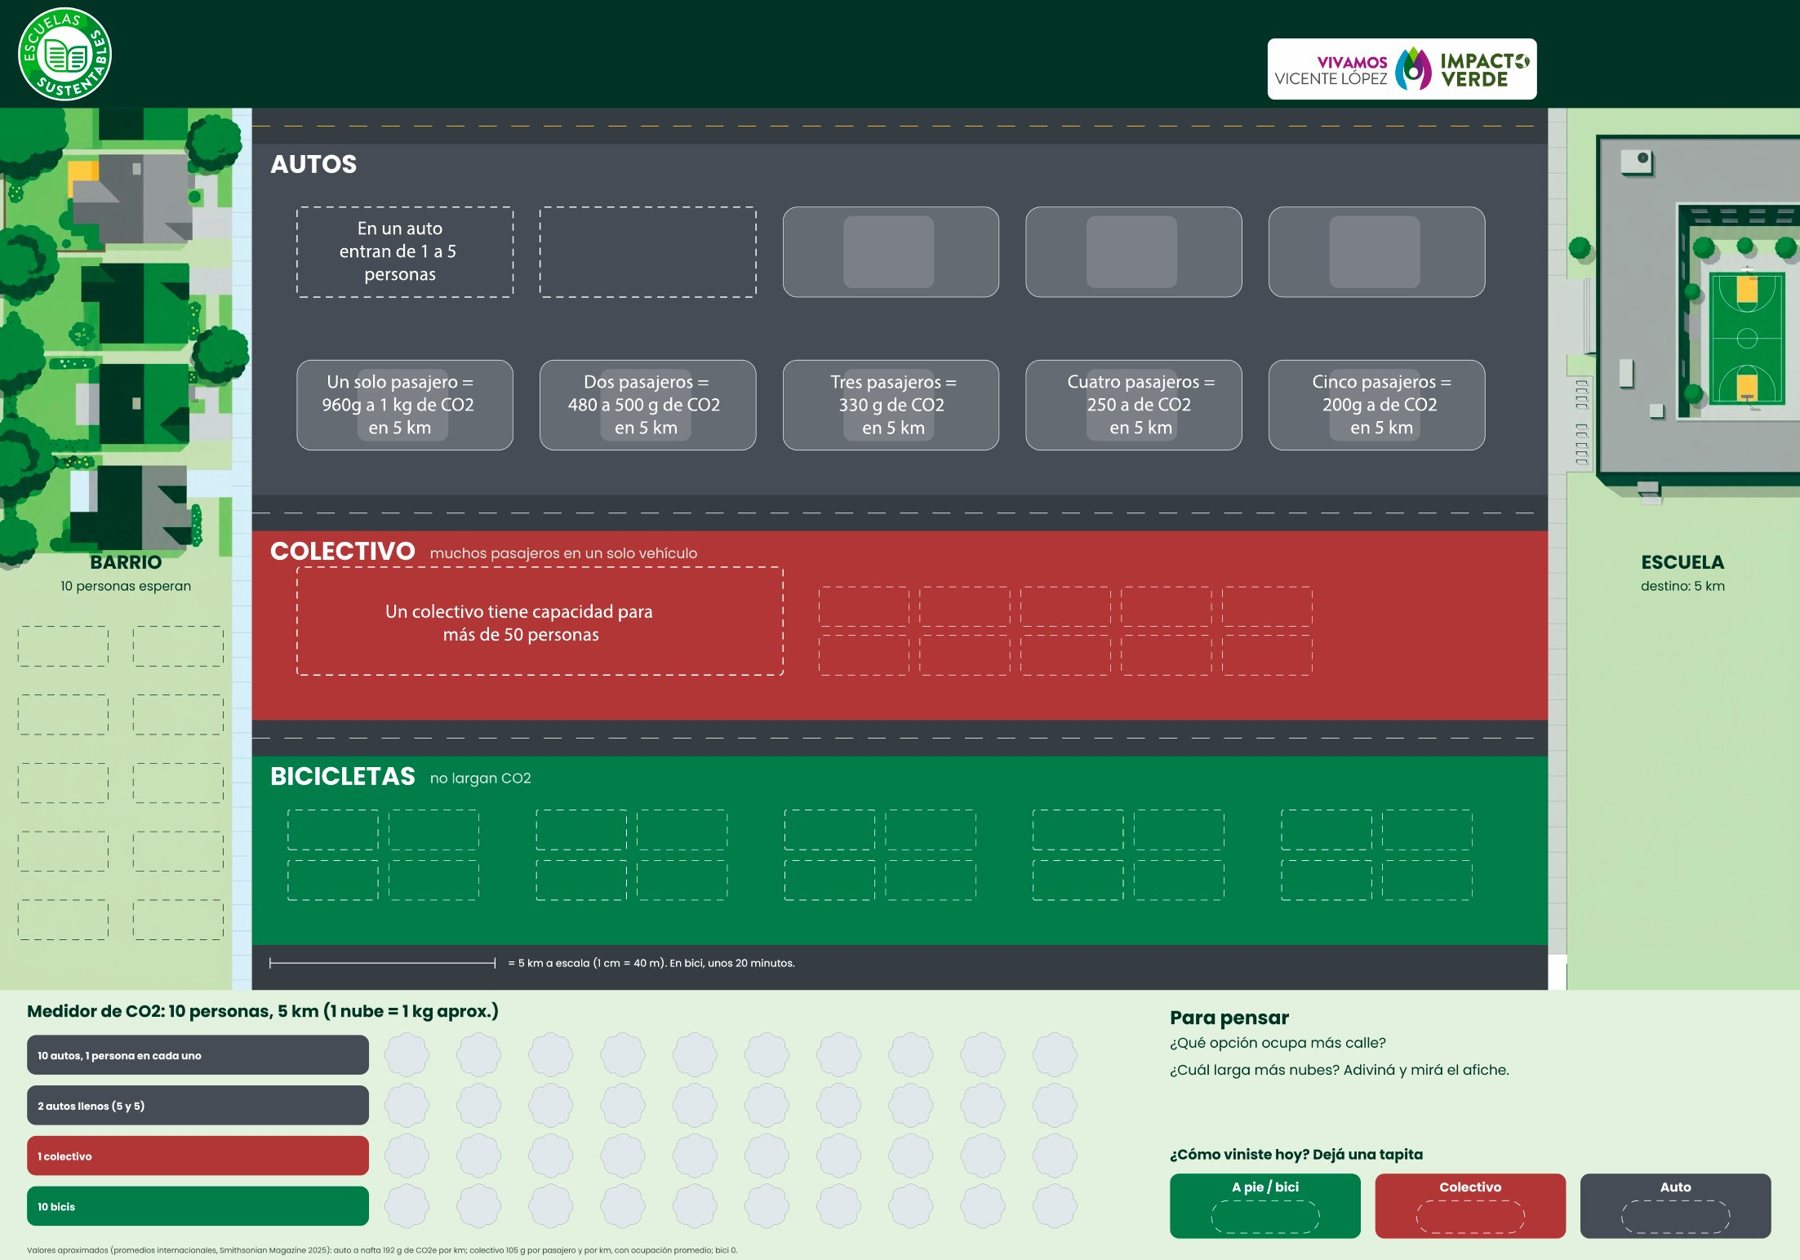 ESCUELAS
SUSTENTABLES
VIVAMOS
VICENTE LÓPEZ
IMPACTO
VERDE
AUTOS
En un auto
entran de 1 a 5
personas
Un solo pasajero =
960g a 1 kg de CO2
en 5 km
Dos pasajeros =
480 a 500 g de CO2
en 5 km
Tres pasajeros =
330 g de CO2
en 5 km
Cuatro pasajeros =
250 a de CO2
en 5 km
Cinco pasajeros =
200g a de CO2
en 5 km
COLECTIVO muchos pasajeros en un solo vehículo
Un colectivo tiene capacidad para
más de 50 personas
BARRIO
10 personas esperan
ESCUELA
destino: 5 km
BICICLETAS no largan CO2
= 5 km a escala (1 cm = 40 m). En bici, unos 20 minutos.
Medidor de CO2: 10 personas, 5 km (1 nube = 1 kg aprox.)
10 autos, 1 persona en cada uno
2 autos llenos (5 y 5)
1 colectivo
10 bicis
Valores aproximados (promedios internacionales, Smithsonian Magazine 2025): auto a nafta 192 g de CO2e por km; colectivo 105 g por pasajero y por km, con ocupación promedio; bici 0.
Para pensar
¿Qué opción ocupa más calle?
¿Cuál larga más nubes? Adiviná y mirá el afiche.
¿Cómo viniste hoy? Dejá una tapita
A pie / bici
Colectivo
Auto